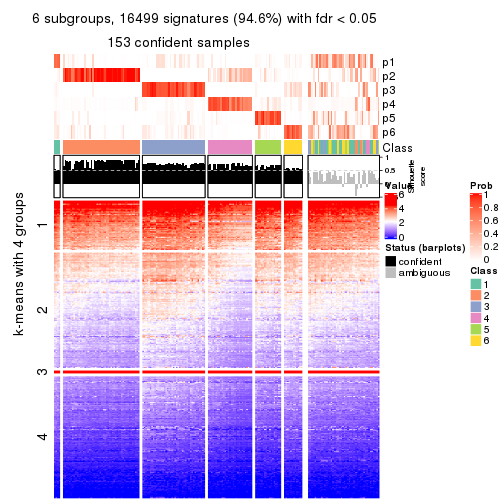 6 subgroups, 16499 signatures (94.6%) with fdr < 0.05
153 confident samples
p1
p2
p3
p4
p5
p6
Class
1
0.5
0
Silhouette
score
k-means with 4 groups
1
2
3
4
Value
6
4
2
0
Status (barplots)
confident
ambiguous
Prob
1
0.8
0.6
0.4
0.2
0
Class
1
2
3
4
5
6